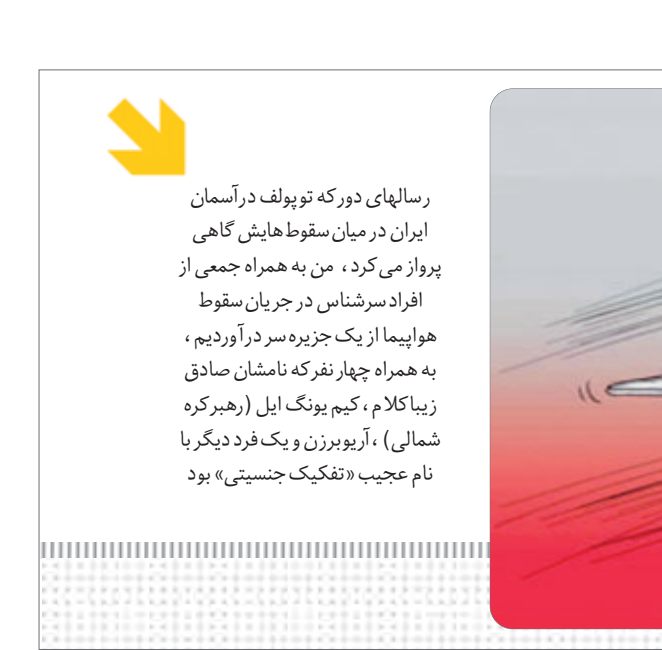 رسالهای دور که توپولف در آسمان
ایران در میان سقوط‌هایش گاهی
پرواز می‌کرد ، من به همراه جمعی از
افراد سرشناس در جریان سقوط
هواپیما از یک جزیره سر درآوردیم ،
به همراه چهار نفر که نامشان صادق
زیباکلام ، کیم یونگ ایل (رهبر کره
شمالی) ، آریوبرزن و یک فرد دیگر با
نام عجیب «تفکیک جنسیتی» بود